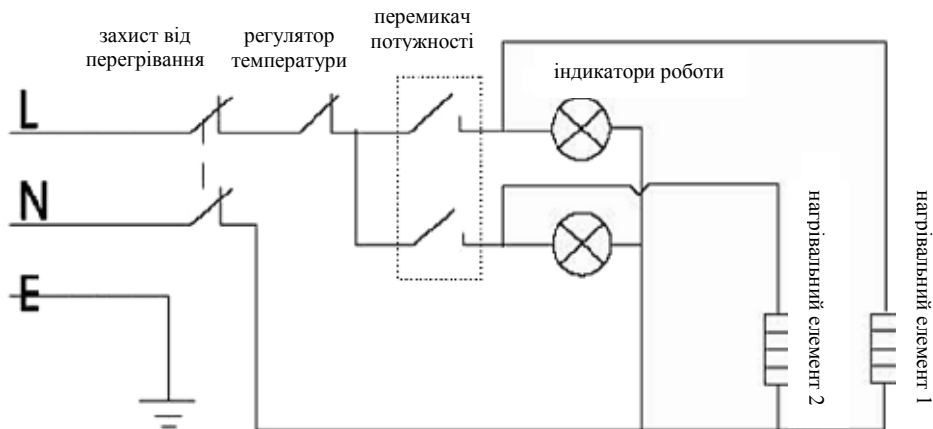 захист від
перегрівання
регулятор
температури
перемикач
потужності
індикатори роботи
L
N
E
нагрівальний елемент 2
нагрівальний елемент 1